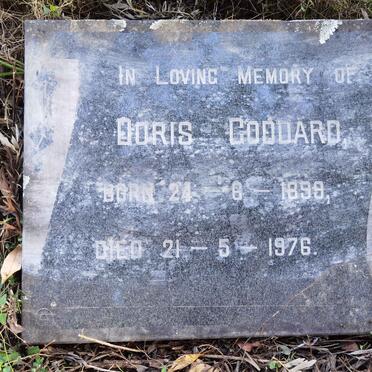 IN LOVING MEMORY OF
DORIS GODDARD,
BORN 24 - 8 - 1898,
DIED 21 - 5 - 1976.